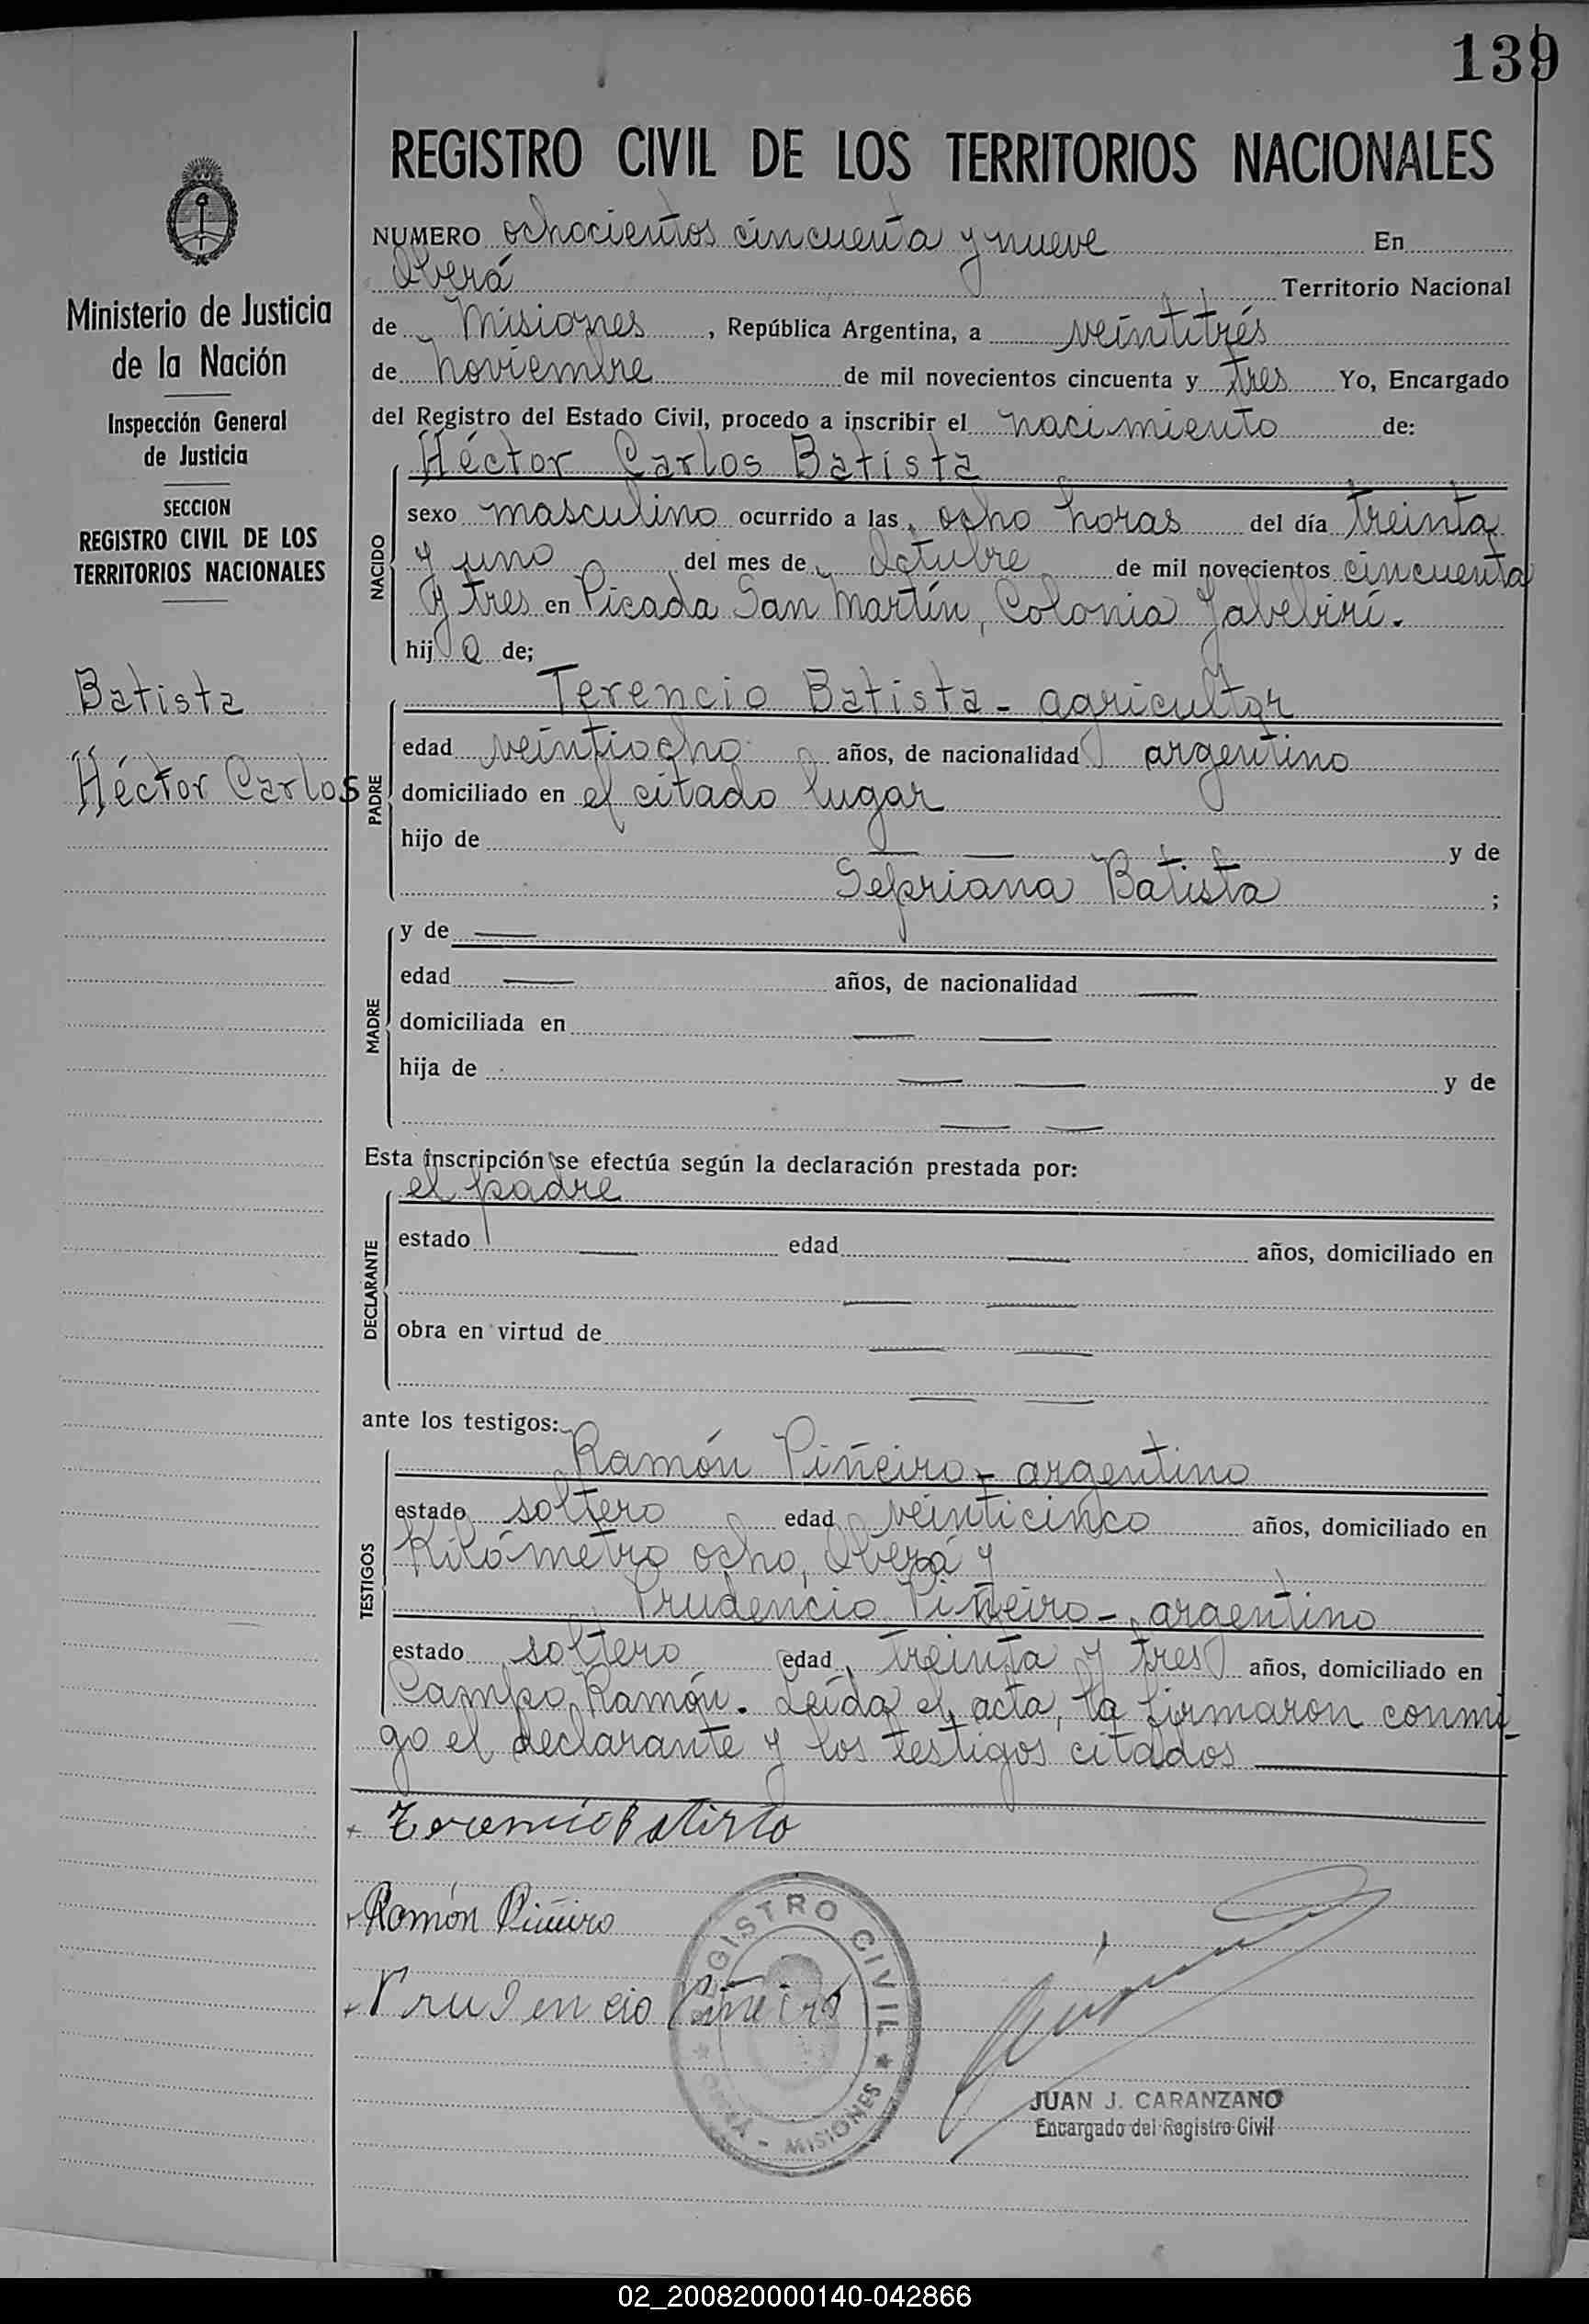 139
REGISTRO CIVIL DE LOS TERRITORIOS NACIONALES
Ministerio de Justicia
de la Nación
Inspección General
de Justicia
SECCION
REGISTRO CIVIL DE LOS
TERRITORIOS NACIONALES
Batista
Héctor Carlos
NUMERO ochocientos cincuenta y nueve En
Oberá Territorio Nacional
de Misiones, República Argentina, a veintitrés
de noviembre de mil novecientos cincuenta y tres Yo, Encargado
del Registro del Estado Civil, procedo a inscribir el nacimiento de:
NACIDO
Héctor Carlos Batista
sexo masculino ocurrido a las ocho horas del día treinta
y uno del mes de Octubre de mil novecientos cincuenta
y tres en Picada San Martín, Colonia Yabebirí.
hijo de;
PADRE
Terencio Batista - agricultor
edad veintiocho años, de nacionalidad argentino
domiciliado en el citado lugar
hijo de — — y de
Sepriana Batista ;
MADRE
y de —
edad — años, de nacionalidad —
domiciliada en — —
hija de — — y de
— —
Esta inscripción se efectúa según la declaración prestada por:
DECLARANTE
el padre
estado — edad — años, domiciliado en
— —
obra en virtud de — —
— —
ante los testigos:
TESTIGOS
Ramón Piñeiro - argentino
estado soltero edad veinticinco años, domiciliado en
Kilómetro ocho, Oberá y
Prudencio Piñeiro - argentino
estado soltero edad treinta y tres años, domiciliado en
Campo Ramón. Leída el acta, la firmaron conmi-
go el declarante y los testigos citados
Terencio Batista
Ramón Piñeiro
Prudencio Piñeiro
REGISTRO CIVIL
OBERÁ - MISIONES
JUAN J. CARANZANO
Encargado del Registro Civil
02_200820000140-042866